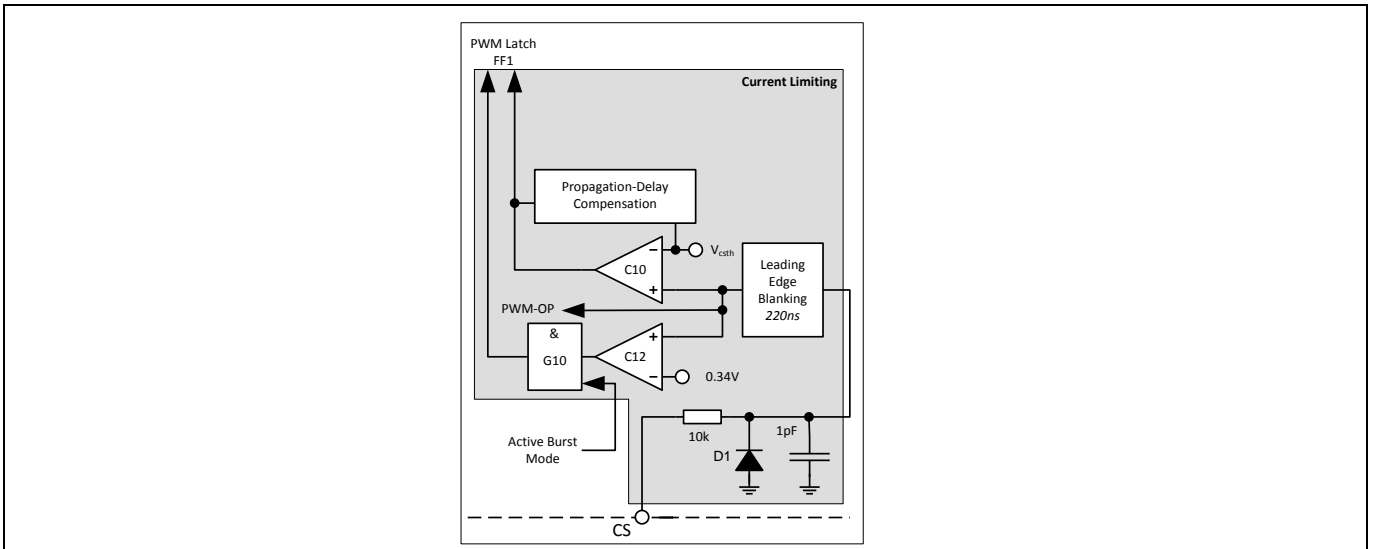 PWM Latch
FF1
Current Limiting
Propagation-Delay
Compensation
−
Vcsth
C10
+
Leading
Edge
Blanking
220ns
PWM-OP
&
G10
+
C12
−
0.34V
10k
1pF
Active Burst
Mode
D1
CS